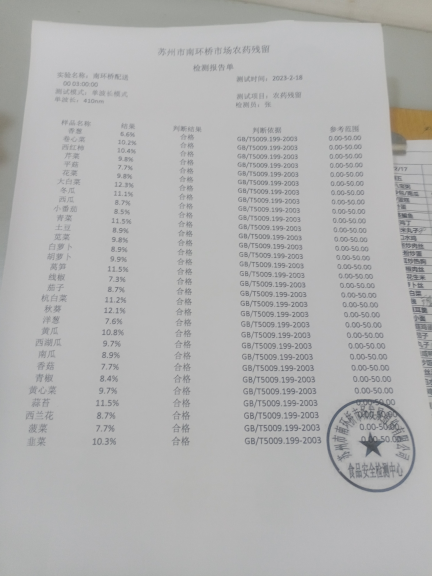 苏州市南环桥市场农药残留
检测报告单
实验名称：南环桥配送 测试时间：2023-2-18
00 03:00:00.
测试模式：单波长模式 测试项目：农药残留
单波长：410nm 检测员：张
样品名称 结果 判断结果 判断依据 参考范围
香葱 6.6% 合格 GB/T5009.199-2003 0.00-50.00
卷心菜 10.2% 合格 GB/T5009.199-2003 0.00-50.00
西红柿 10.4% 合格 GB/T5009.199-2003 0.00-50.00
芹菜 9.8% 合格 GB/T5009.199-2003 0.00-50.00
平菇 7.7% 合格 GB/T5009.199-2003 0.00-50.00
花菜 9.8% 合格 GB/T5009.199-2003 0.00-50.00
大白菜 12.3% 合格 GB/T5009.199-2003 0.00-50.00
冬瓜 11.1% 合格 GB/T5009.199-2003 0.00-50.00
西瓜 8.7% 合格 GB/T5009.199-2003 0.00-50.00
小番茄 8.5% 合格 GB/T5009.199-2003 0.00-50.00
青菜 11.5% 合格 GB/T5009.199-2003 0.00-50.00
土豆 8.9% 合格 GB/T5009.199-2003 0.00-50.00
苋菜 9.8% 合格 GB/T5009.199-2003 0.00-50.00
白萝卜 8.9% 合格 GB/T5009.199-2003 0.00-50.00
胡萝卜 9.9% 合格 GB/T5009.199-2003 0.00-50.00
莴笋 11.5% 合格 GB/T5009.199-2003 0.00-50.00
线椒 7.3% 合格 GB/T5009.199-2003 0.00-50.00
茄子 8.7% 合格 GB/T5009.199-2003 0.00-50.00
杭白菜 11.2% 合格 GB/T5009.199-2003 0.00-50.00
秋葵 12.1% 合格 GB/T5009.199-2003 0.00-50.00
洋葱 7.6% 合格 GB/T5009.199-2003 0.00-50.00
黄瓜 10.8% 合格 GB/T5009.199-2003 0.00-50.00
西湖瓜 9.7% 合格 GB/T5009.199-2003 0.00-50.00
南瓜 8.9% 合格 GB/T5009.199-2003 0.00-50.00
香菇 7.7% 合格 GB/T5009.199-2003 0.00-50.00
青椒 8.4% 合格 GB/T5009.199-2003 0.00-50.00
黄心菜 9.7% 合格 GB/T5009.199-2003 0.00-50.00
蒜苔 11.5% 合格 GB/T5009.199-2003 0.00-50.00
西兰花 8.7% 合格 GB/T5009.199-2003 0.00-50.00
菠菜 7.7% 合格 GB/T5009.199-2003 0.00-50.00
韭菜 10.3% 合格 GB/T5009.199-2003 0.00-50.00
食品安全检测中心